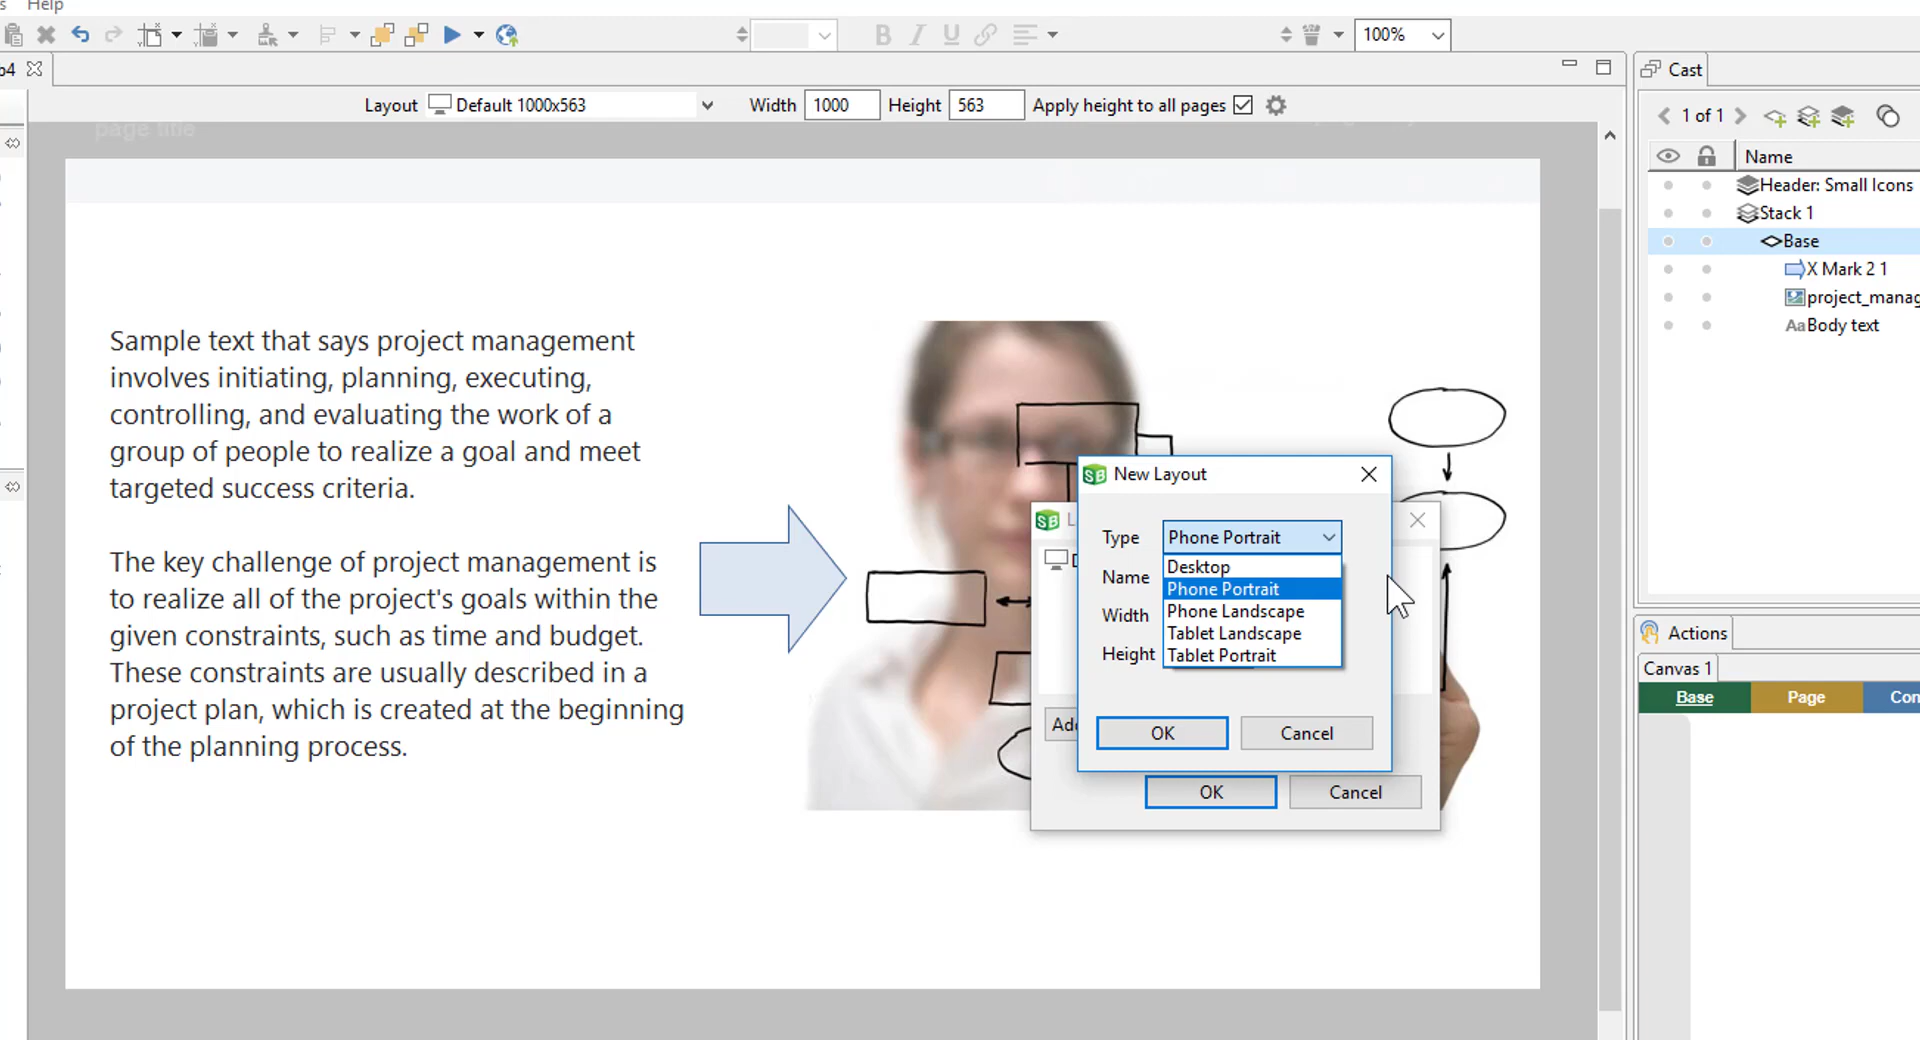 Help
100%
Layout Default 1000x563 Width 1000 Height 563 Apply height to all pages
page title
Cast
1 of 1
Name
Header: Small Icons
Stack 1
Base
X Mark 2 1
project_manag
Aa Body text
Sample text that says project management
involves initiating, planning, executing,
controlling, and evaluating the work of a
group of people to realize a goal and meet
targeted success criteria.
The key challenge of project management is
to realize all of the project's goals within the
given constraints, such as time and budget.
These constraints are usually described in a
project plan, which is created at the beginning
of the planning process.
SB New Layout
Type Phone Portrait
Desktop
Phone Portrait
Phone Landscape
Tablet Landscape
Tablet Portrait
Name
Width
Height
OK Cancel
SB
OK Cancel
Actions
Canvas 1
Base Page Con